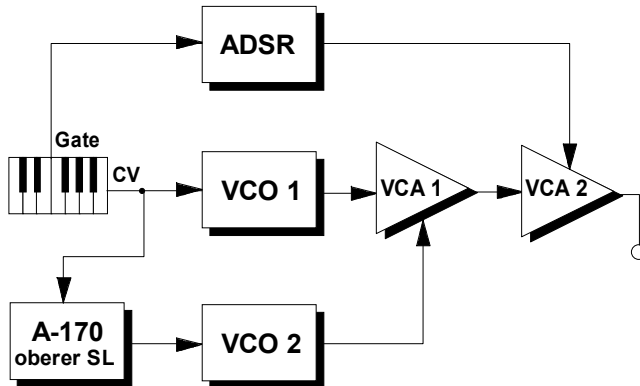 ADSR
Gate
CV
VCO 1
VCA 1
VCA 2
A-170
oberer SL
VCO 2